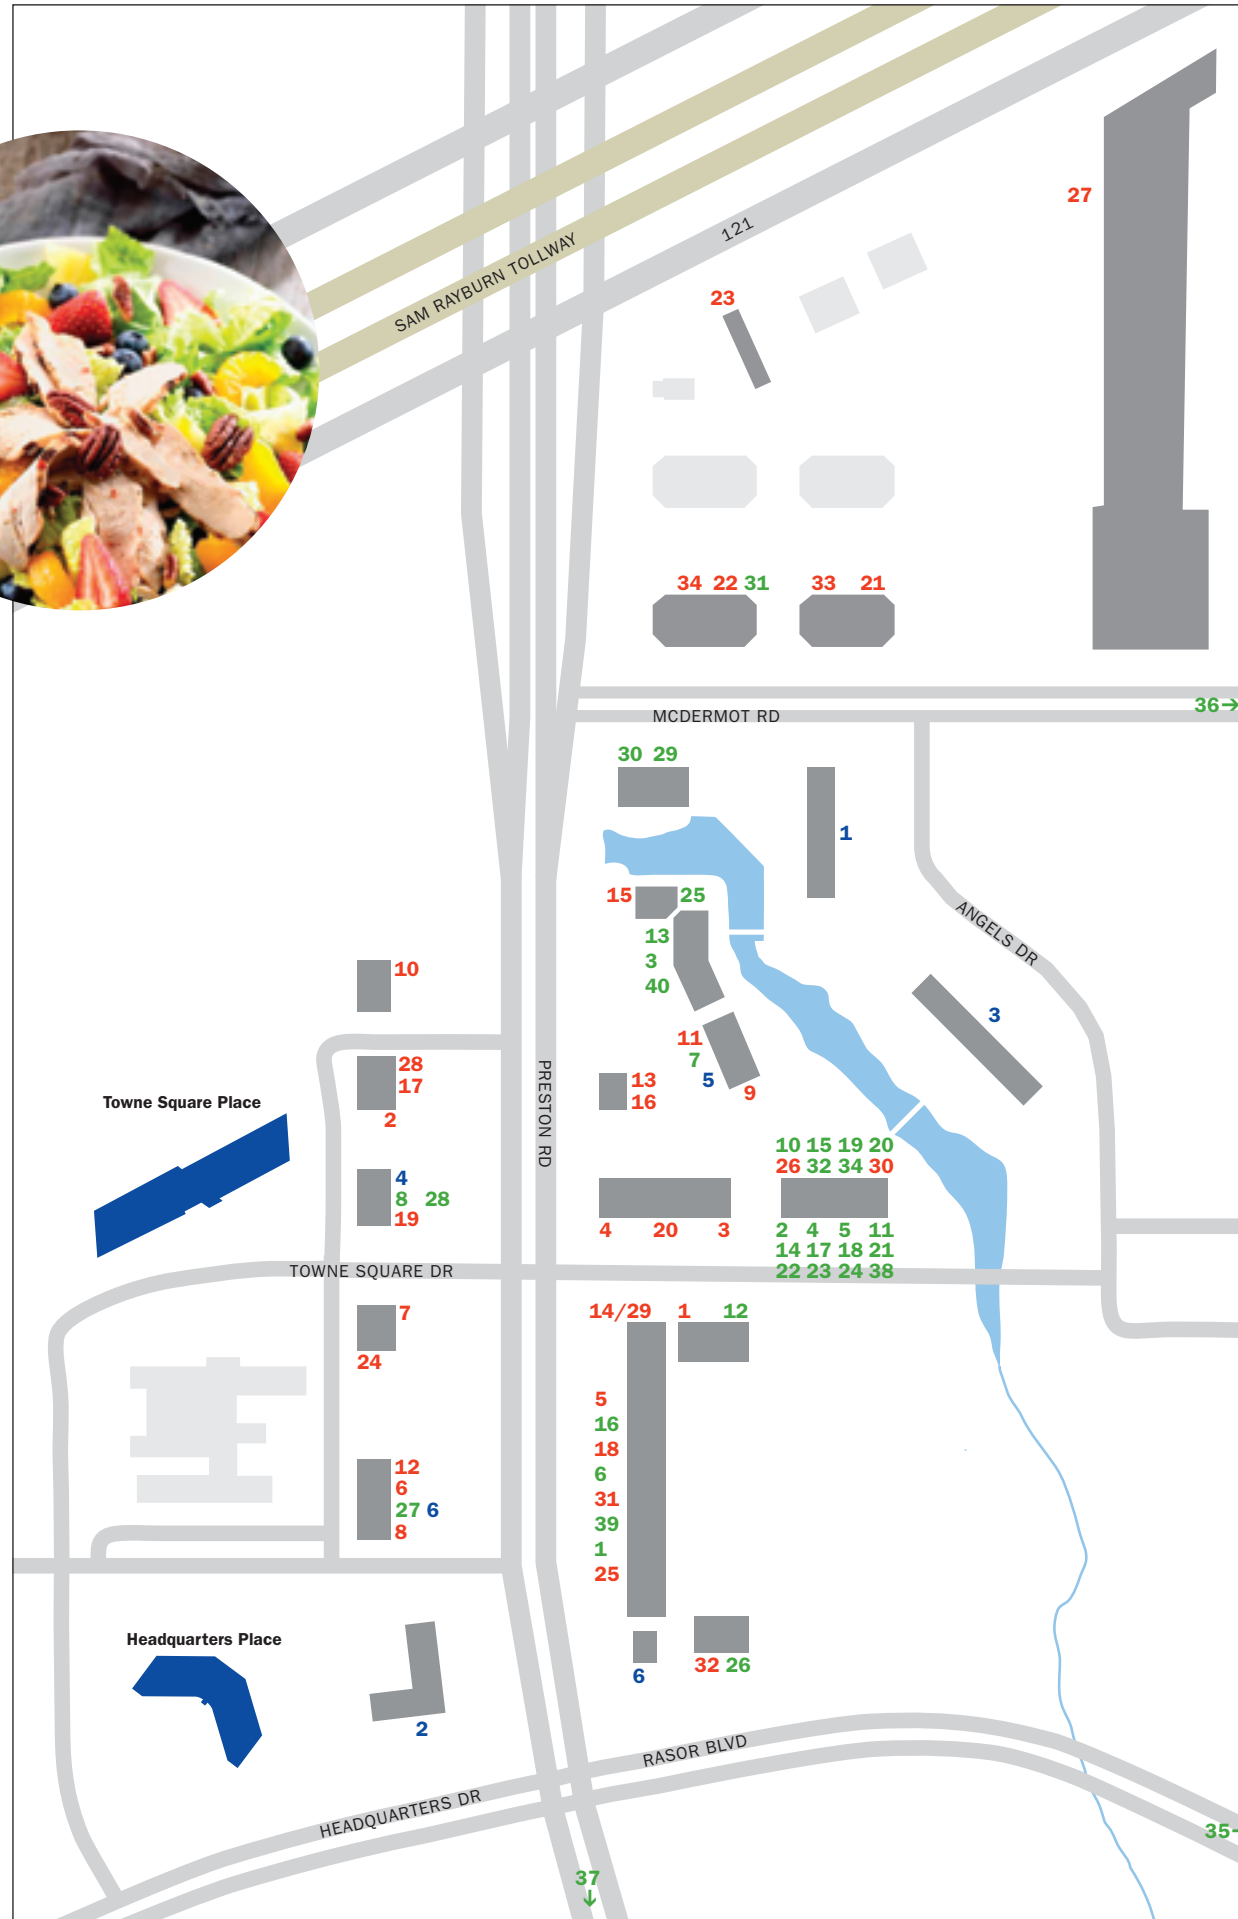 27
121
SAM RAYBURN TOLLWAY
23
34 22 31 33 21
36→
MCDERMOT RD
30 29
1
15 25
13
3
40
ANGELS DR
10
3
11
7
5
9
28
17
2
13
16
PRESTON RD
Towne Square Place
10 15 19 20
26 32 34 30
4
8 28
19
4 20 3
2 4 5 11
14 17 18 21
22 23 24 38
TOWNE SQUARE DR
14/29 1 12
7
24
5
16
18
6
31
39
1
25
12
6
27 6
8
Headquarters Place
6
32 26
2
RASOR BLVD
HEADQUARTERS DR
35
37
↓